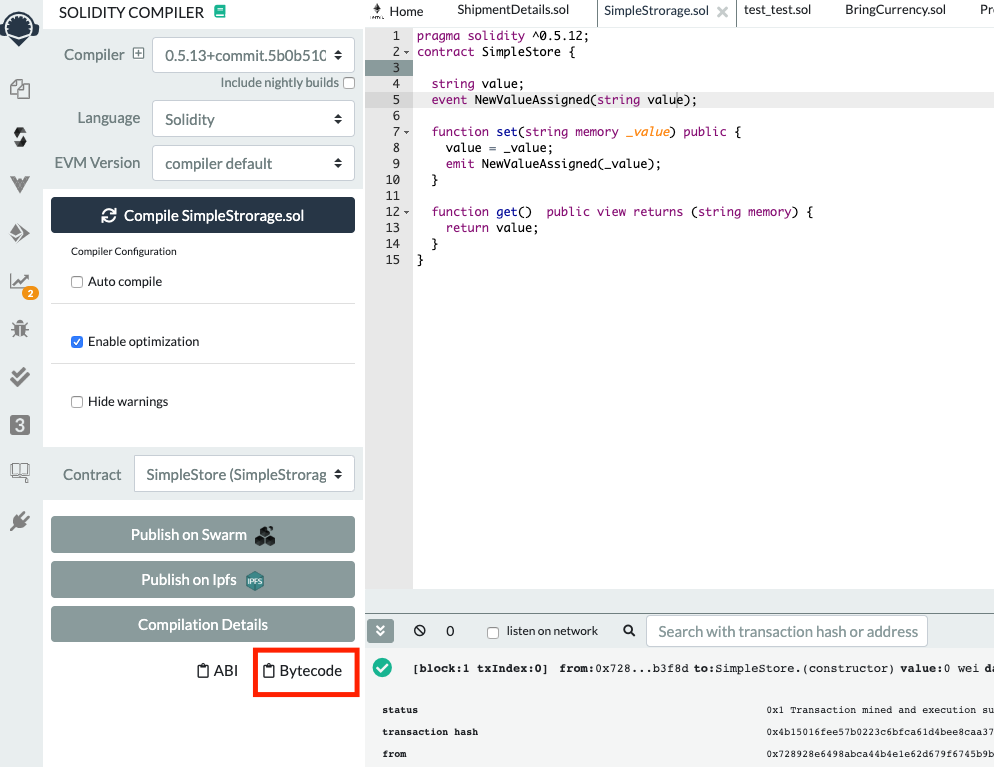 SOLIDITY COMPILER
Compiler
0.5.13+commit.5b0b510
Include nightly builds
Language
Solidity
EVM Version
compiler default
Compile SimpleStrorage.sol
Compiler Configuration
Auto compile
2
Enable optimization
Hide warnings
3
Contract
SimpleStore (SimpleStrorag
Publish on Swarm
Publish on Ipfs IPFS
Compilation Details
ABI
Bytecode
Home ShipmentDetails.sol SimpleStrorage.sol test_test.sol BringCurrency.sol Pr
1 pragma solidity ^0.5.12;
2 contract SimpleStore {
3
4 string value;
5 event NewValueAssigned(string value);
6
7 function set(string memory _value) public {
8 value = _value;
9 emit NewValueAssigned(_value);
10 }
11
12 function get()  public view returns (string memory) {
13 return value;
14 }
15 }
0 listen on network Search with transaction hash or address
[block:1 txIndex:0] from:0x728...b3f8d to:SimpleStore.(constructor) value:0 wei da
status 0x1 Transaction mined and execution su
transaction hash 0x4b15016fee57b0223c6bfca61d4bee8caa37
from 0x728928e6498abca44b4e1e62d679f6745b9b